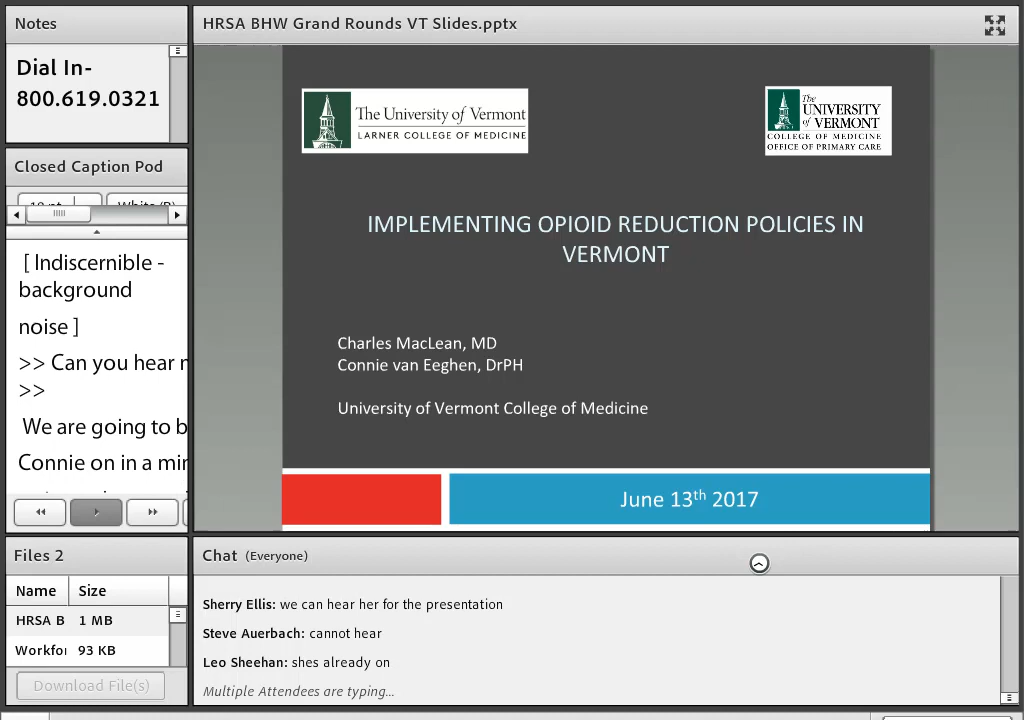 Notes
Dial In-
800.619.0321
Closed Caption Pod
[ Indiscernible -
background
noise ]
>> Can you hear
>>
We are going to
Connie on in a
Files 2
Name Size
HRSA B 1 MB
93 KB
Download File(s)
HRSA BHW Grand Rounds VT Slides.pptx
The University of Vermont
LARNER COLLEGE OF MEDICINE
The
UNIVERSITY
of VERMONT
COLLEGE OF MEDICINE
OFFICE OF PRIMARY CARE
IMPLEMENTING OPIOID REDUCTION POLICIES IN
VERMONT
Charles MacLean, MD
Connie van Eeghen, DrPH
University of Vermont College of Medicine
June 13th 2017
Chat (Everyone)
Sherry Ellis: we can hear her for the presentation
Steve Auerbach: cannot hear
Leo Sheehan: shes already on
Multiple Attendees are typing...